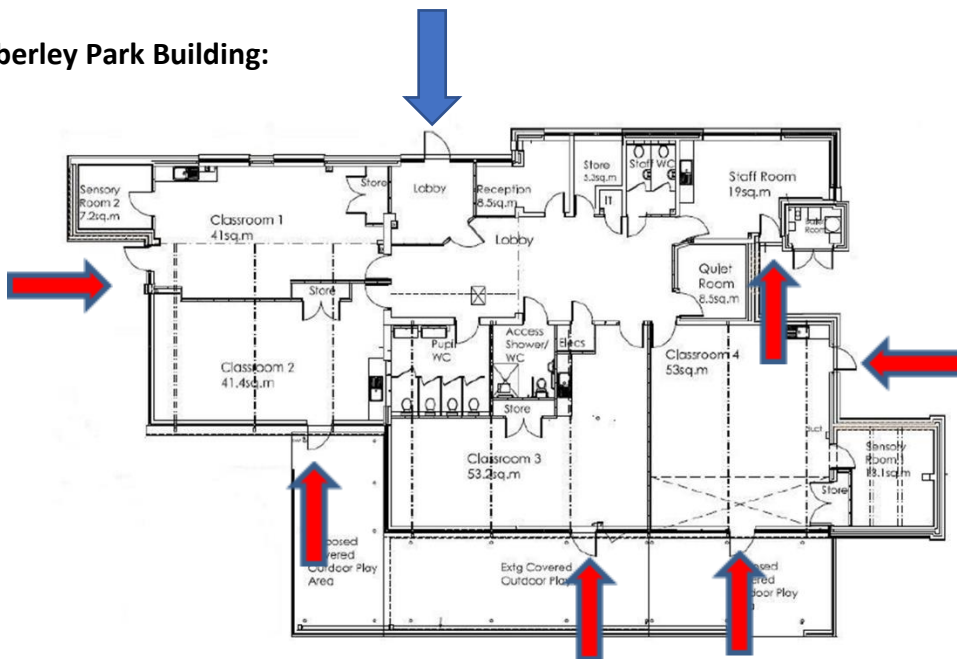 berley Park Building:
Sensory
Room 2
7.2sq.m
Classroom 1
41sq.m
Store
Lobby
Reception
8.5sq.m
Store
Staff WC
IT
Staff Room
19sq.m
Lobby
Quiet
Room
8.5sq.m
Store
Classroom 2
41.4sq.m
Pupil
WC
Access
Shower/
WC
Elecs
Store
Classroom 3
53.2sq.m
Classroom 4
53sq.m
Sensory
Room 1
Store
Outdoor Play
Area
Extg Covered
Outdoor Play